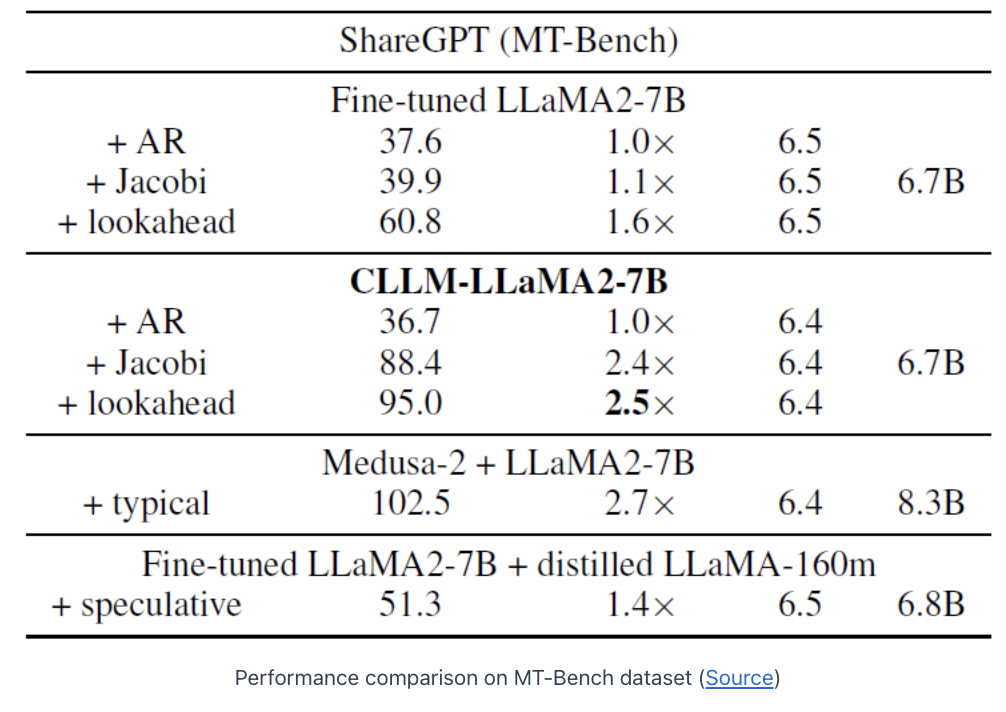 ShareGPT (MT-Bench)
Fine-tuned LLaMA2-7B
+ AR 37.6 1.0× 6.5
+ Jacobi 39.9 1.1× 6.5 6.7B
+ lookahead 60.8 1.6× 6.5
CLLM-LLaMA2-7B
+ AR 36.7 1.0× 6.4
+ Jacobi 88.4 2.4× 6.4 6.7B
+ lookahead 95.0 2.5× 6.4
Medusa-2 + LLaMA2-7B
+ typical 102.5 2.7× 6.4 8.3B
Fine-tuned LLaMA2-7B + distilled LLaMA-160m
+ speculative 51.3 1.4× 6.5 6.8B
Performance comparison on MT-Bench dataset (Source)